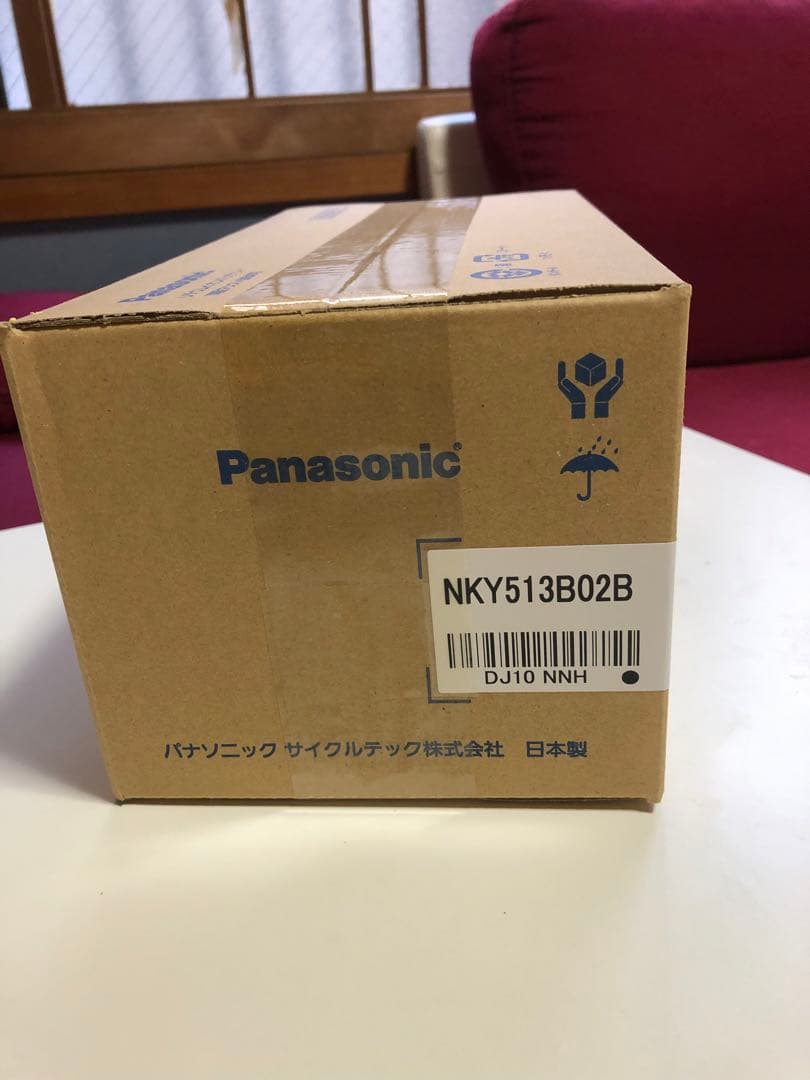 Panasonic
Panasonic®
NKY513B02B
DJ10 NNH
パナソニック サイクルテック株式会社 日本製